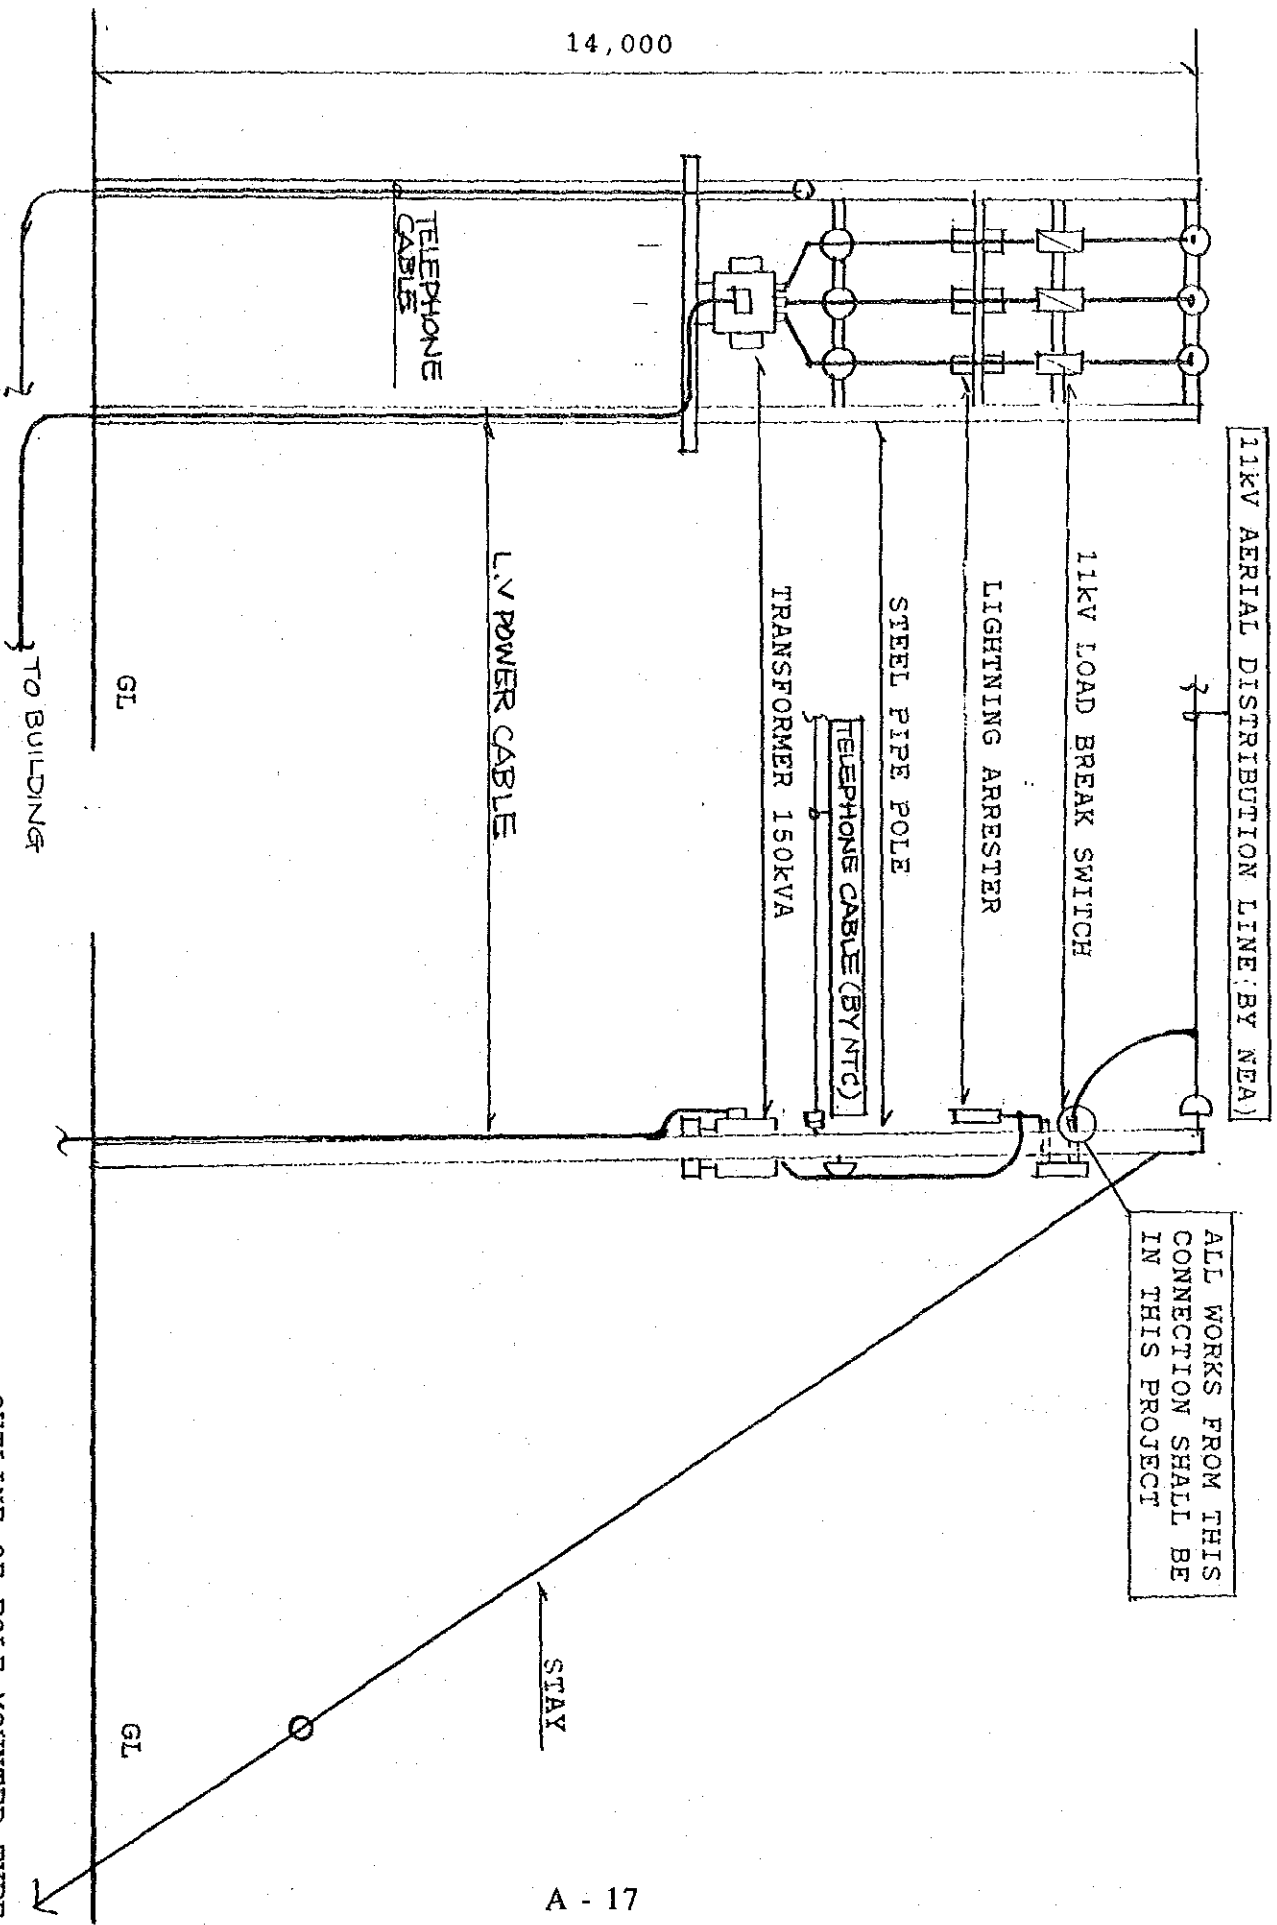 11kV AERIAL DISTRIBUTION LINE (BY NEA)
ALL WORKS FROM THIS
CONNECTION SHALL BE
IN THIS PROJECT
11kV LOAD BREAK SWITCH
LIGHTNING ARRESTER
STEEL PIPE POLE
TELEPHONE CABLE (BY NTC)
TRANSFORMER 150kVA
L.V POWER CABLE
STAY
TELEPHONE
CABLE
14,000
GL
GL
TO BUILDING
A - 17